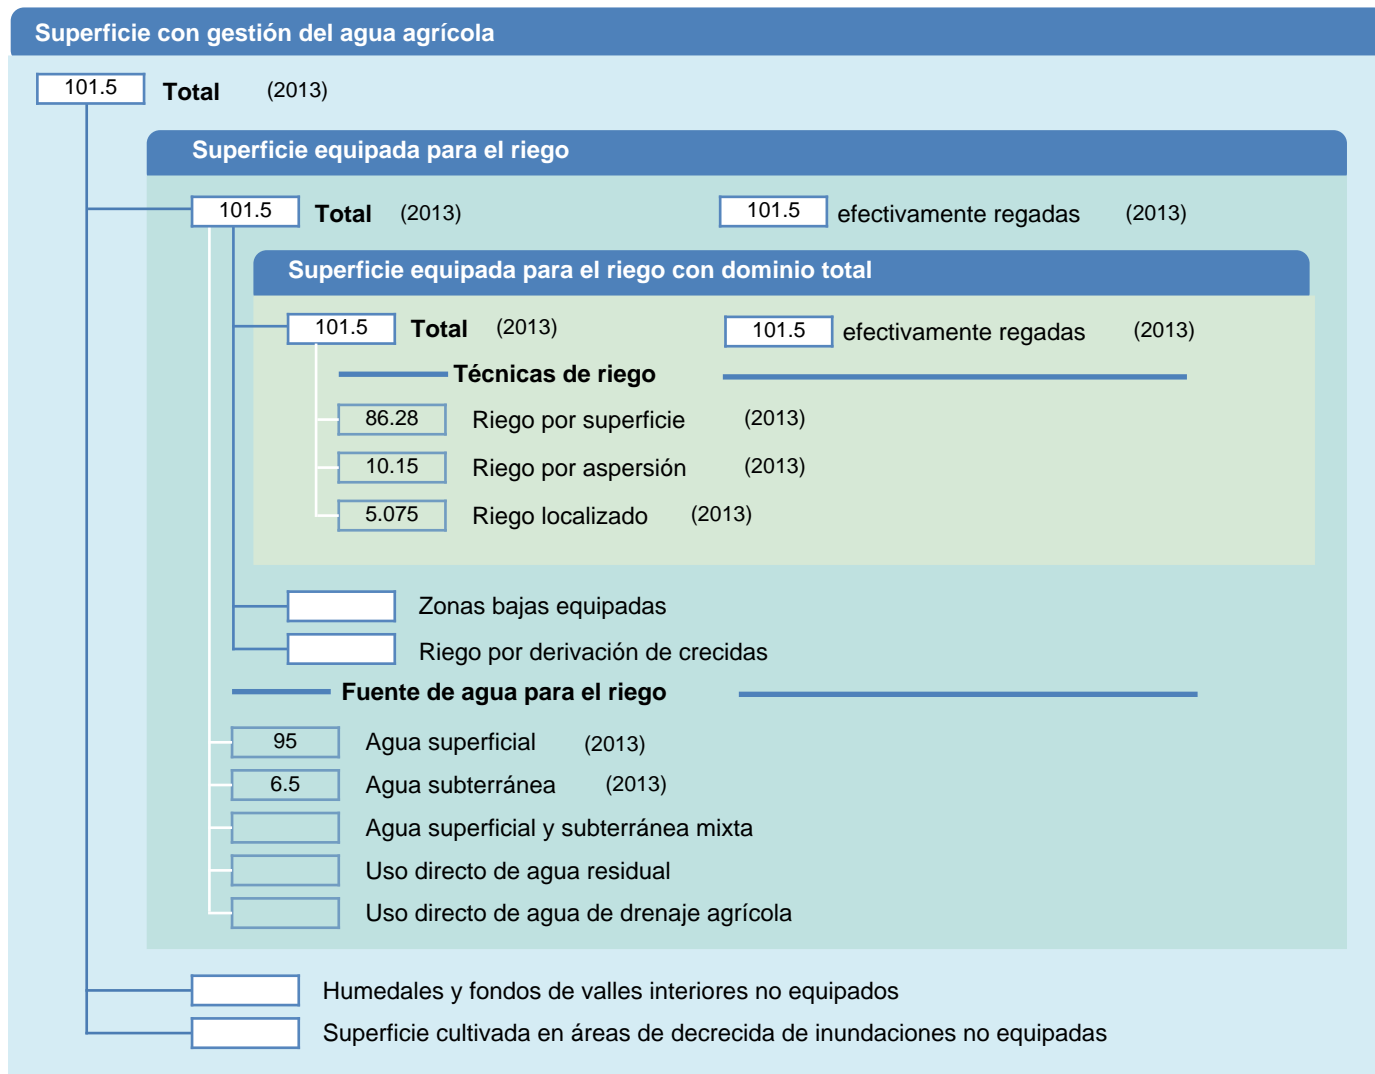 Superficie con gestión del agua agrícola
101.5 Total (2013)
Superficie equipada para el riego
101.5 Total (2013) 101.5 efectivamente regadas (2013)
Superficie equipada para el riego con dominio total
101.5 Total (2013) 101.5 efectivamente regadas (2013)
Técnicas de riego
86.28 Riego por superficie (2013)
10.15 Riego por aspersión (2013)
5.075 Riego localizado (2013)
Zonas bajas equipadas
Riego por derivación de crecidas
Fuente de agua para el riego
95 Agua superficial (2013)
6.5 Agua subterránea (2013)
Agua superficial y subterránea mixta
Uso directo de agua residual
Uso directo de agua de drenaje agrícola
Humedales y fondos de valles interiores no equipados
Superficie cultivada en áreas de decrecida de inundaciones no equipadas